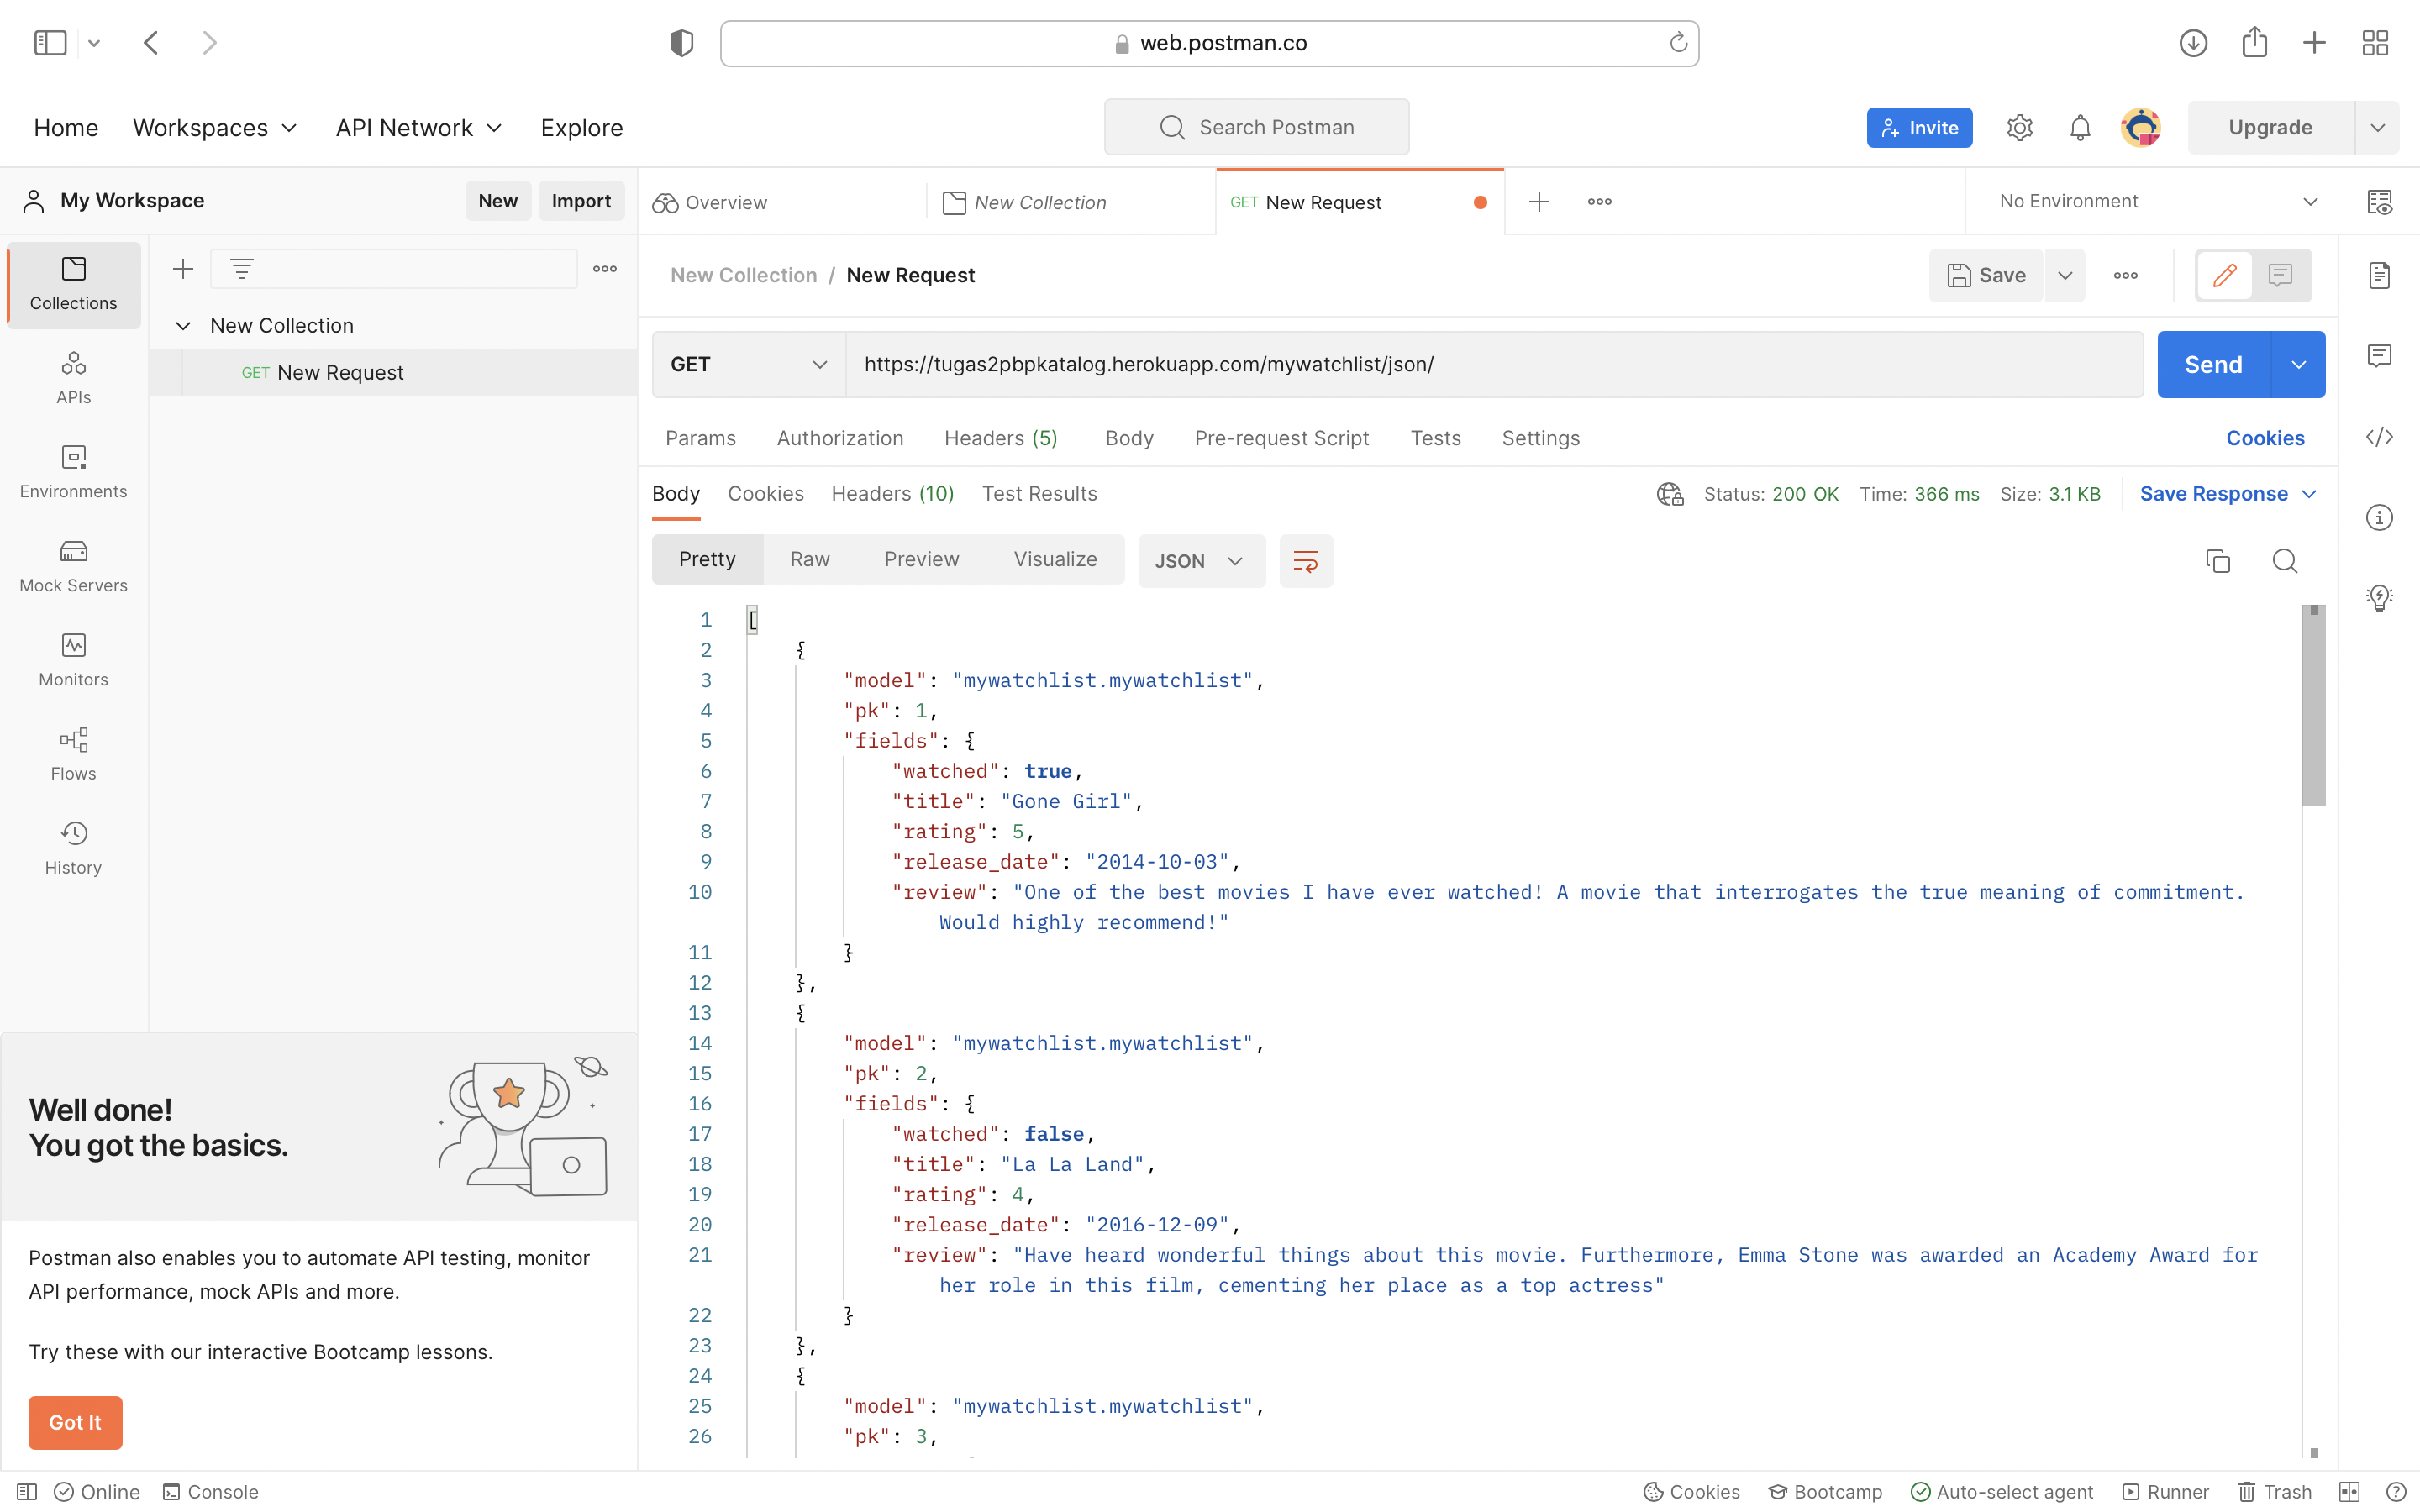 web.postman.co
Home Workspaces API Network Explore Search Postman Invite Upgrade
My Workspace New Import Overview New Collection GET New Request No Environment
Collections
APIs
Environments
Mock Servers
Monitors
Flows
History
New Collection
GET New Request
New Collection / New Request Save
GET https://tugas2pbpkatalog.herokuapp.com/mywatchlist/json/ Send
Params Authorization Headers (5) Body Pre-request Script Tests Settings Cookies
Body Cookies Headers (10) Test Results Status: 200 OK Time: 366 ms Size: 3.1 KB Save Response
Pretty Raw Preview Visualize JSON
1 [
2 {
3 "model": "mywatchlist.mywatchlist",
4 "pk": 1,
5 "fields": {
6 "watched": true,
7 "title": "Gone Girl",
8 "rating": 5,
9 "release_date": "2014-10-03",
10 "review": "One of the best movies I have ever watched! A movie that interrogates the true meaning of commitment.
Would highly recommend!"
11 }
12 },
13 {
14 "model": "mywatchlist.mywatchlist",
15 "pk": 2,
16 "fields": {
17 "watched": false,
18 "title": "La La Land",
19 "rating": 4,
20 "release_date": "2016-12-09",
21 "review": "Have heard wonderful things about this movie. Furthermore, Emma Stone was awarded an Academy Award for
her role in this film, cementing her place as a top actress"
22 }
23 },
24 {
25 "model": "mywatchlist.mywatchlist",
26 "pk": 3,
Well done!
You got the basics.
Postman also enables you to automate API testing, monitor
API performance, mock APIs and more.
Try these with our interactive Bootcamp lessons.
Got It
Online Console Cookies Bootcamp Auto-select agent Runner Trash